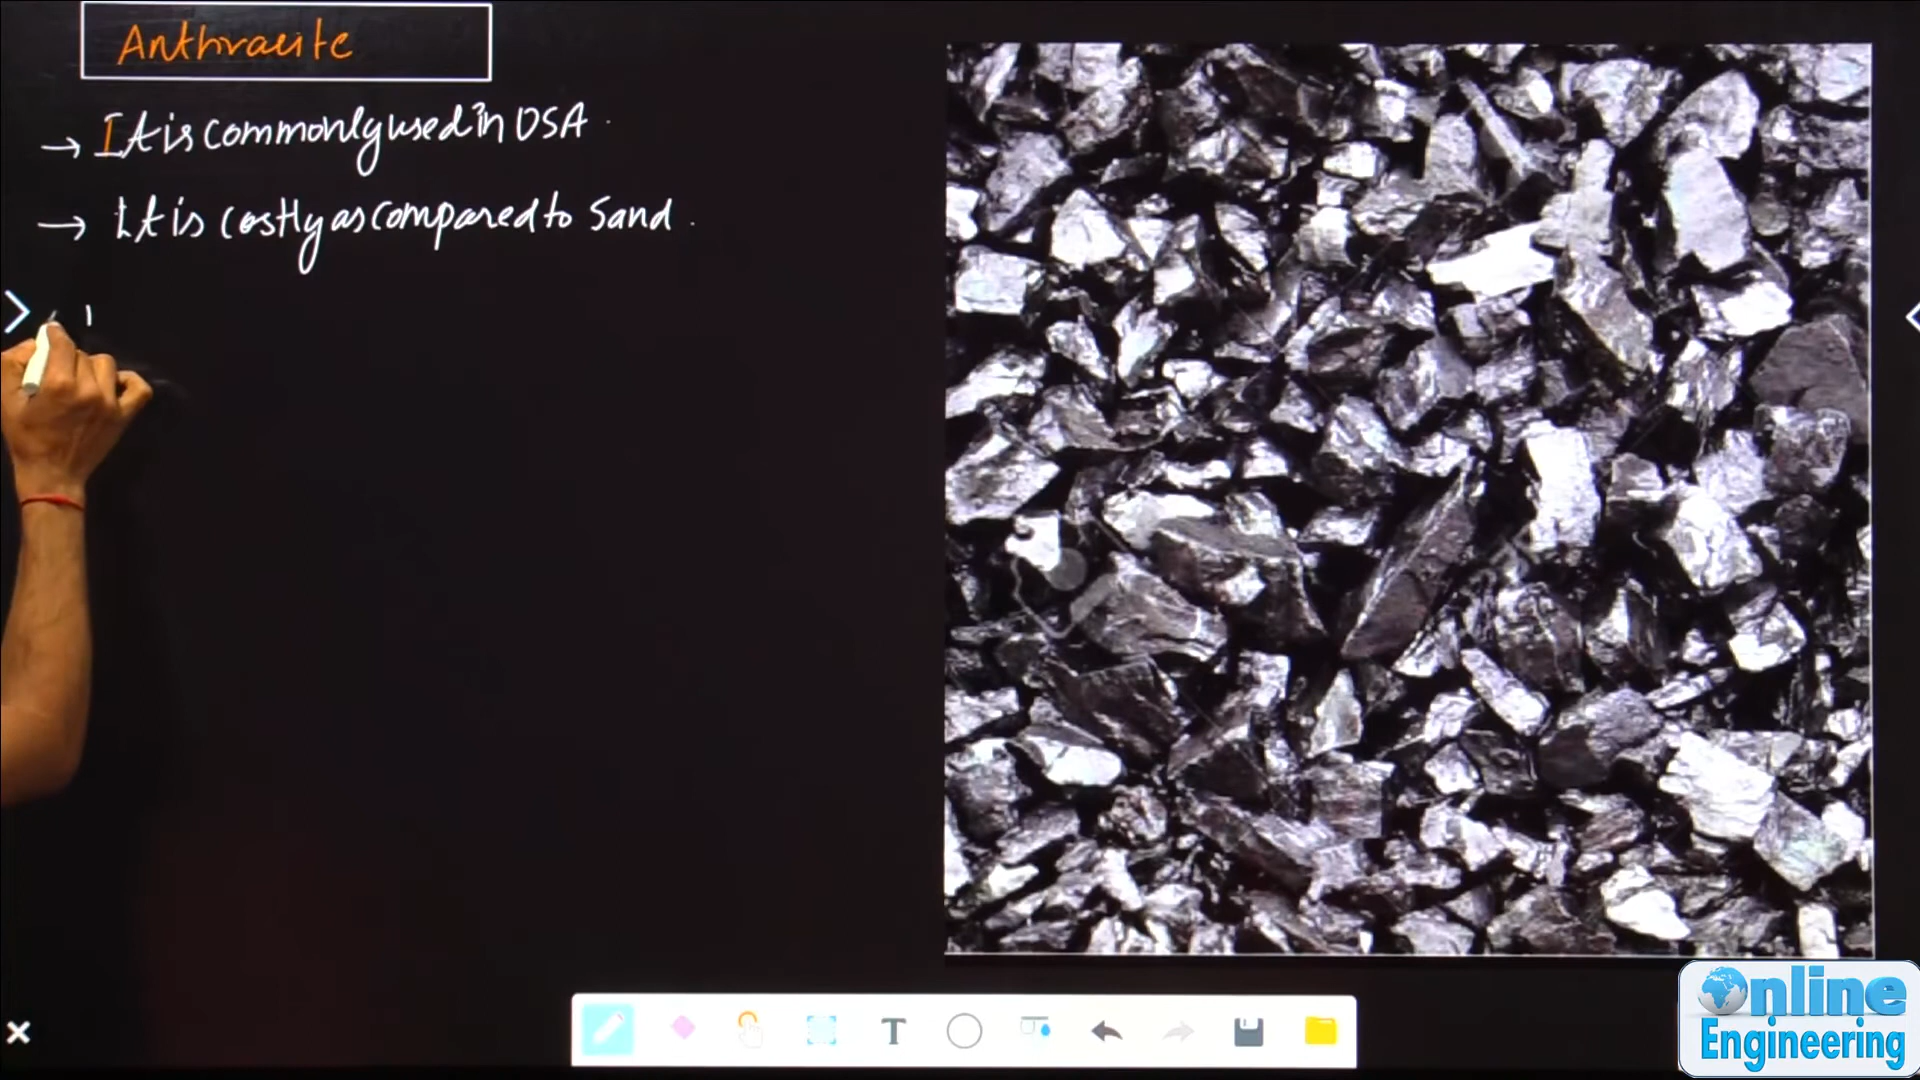 Anthracite
→ It is commonly used in USA.
→ It is costly as compared to Sand.
T
Online
Engineering